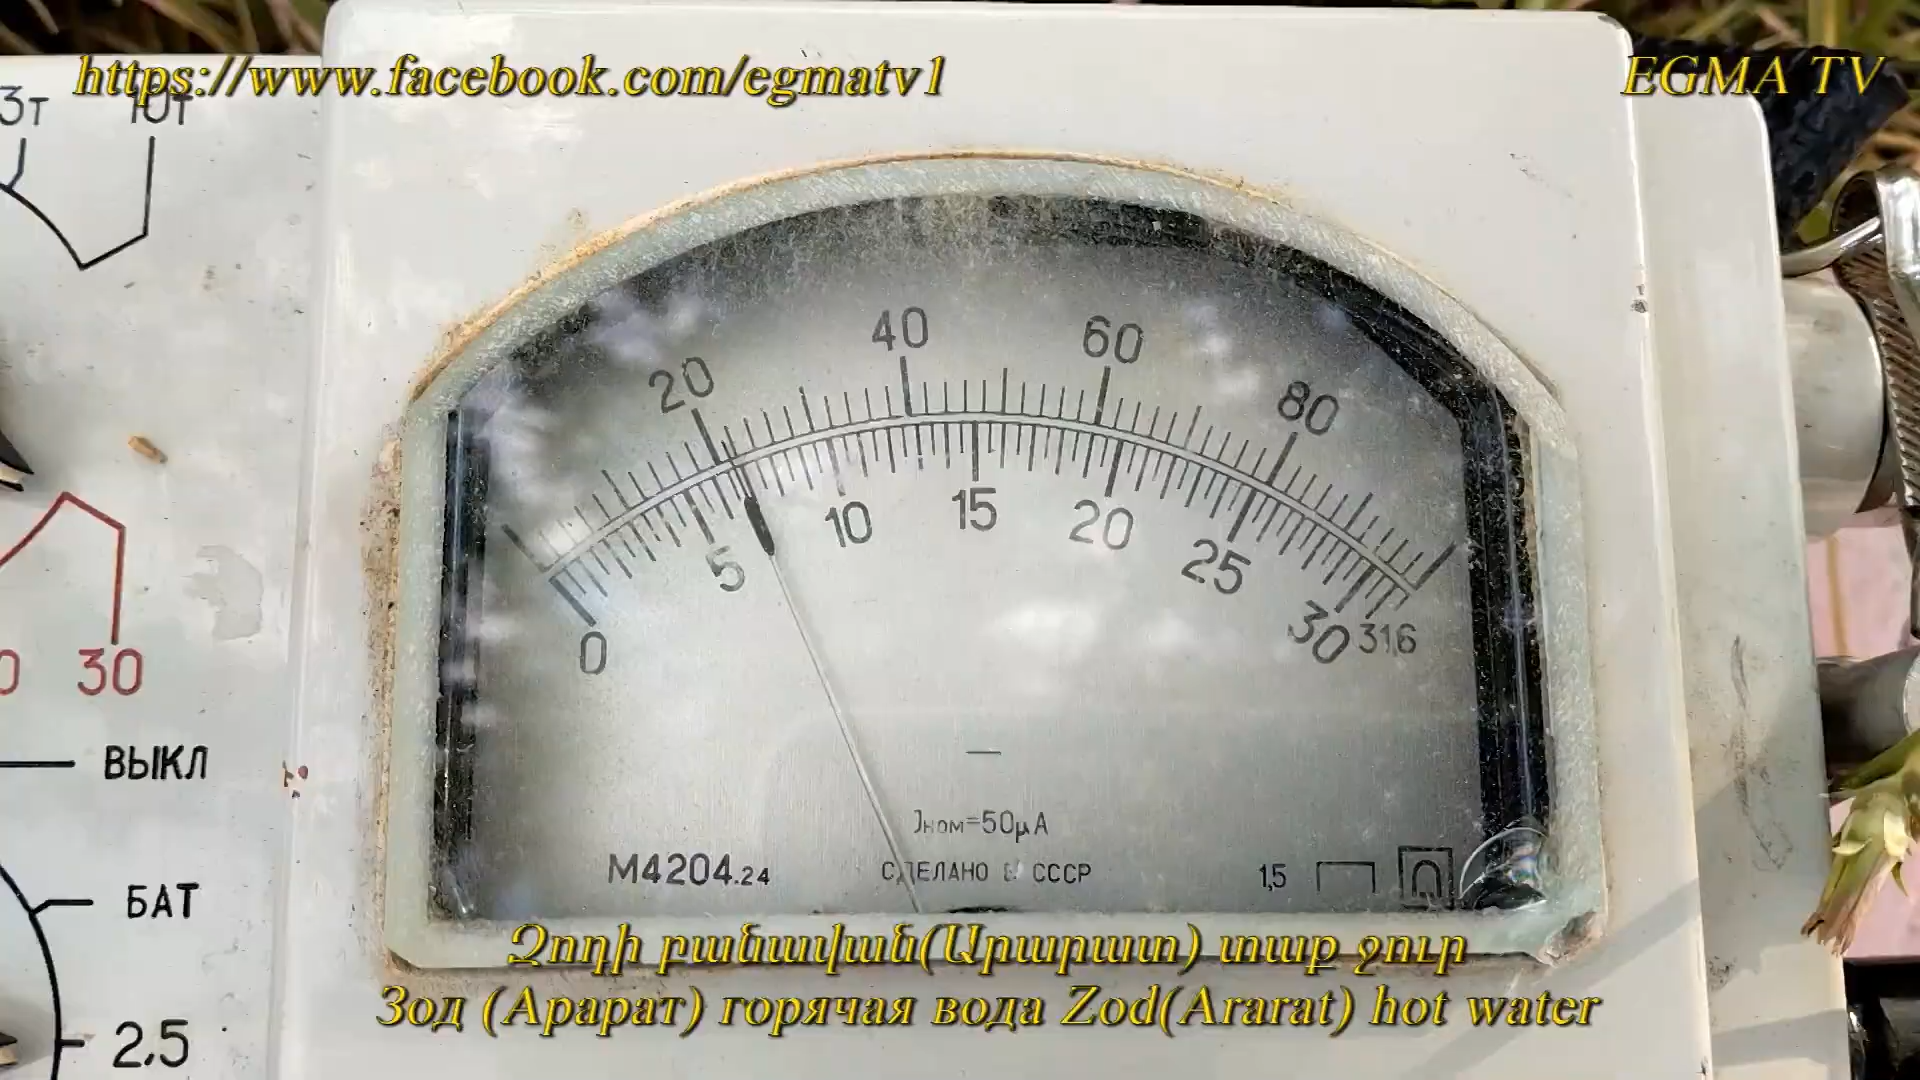 https://www.facebook.com/egmatv1
EGMA TV
3т 10т
20 40 60 80
0 5 10 15 20 25 30 31,6
30
ВЫКЛ
Jном=50μA
М4204.24
СДЕЛАНО В СССР
1,5
БАТ
2,5
Զոդի բանավան(Արարատ) տաք ջուր
Зод (Арарат) горячая вода Zod(Ararat) hot water